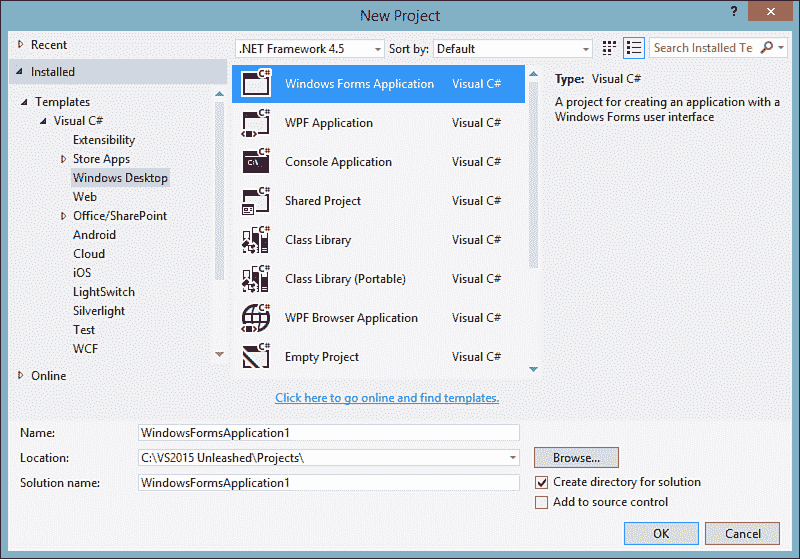 New Project
? ×
Recent
Installed
Templates
Visual C#
Extensibility
Store Apps
Windows Desktop
Web
Office/SharePoint
Android
Cloud
iOS
LightSwitch
Silverlight
Test
WCF
Online
.NET Framework 4.5
Sort by: Default
Search Installed Te
C# Windows Forms Application Visual C#
C# WPF Application Visual C#
C# C:\. Console Application Visual C#
C# Shared Project Visual C#
C# Class Library Visual C#
C# Class Library (Portable) Visual C#
C# WPF Browser Application Visual C#
C# Empty Project Visual C#
Type: Visual C#
A project for creating an application with a
Windows Forms user interface
Click here to go online and find templates.
Name: WindowsFormsApplication1
Location: C:\VS2015 Unleashed\Projects\
Browse...
Solution name: WindowsFormsApplication1
Create directory for solution
Add to source control
OK Cancel